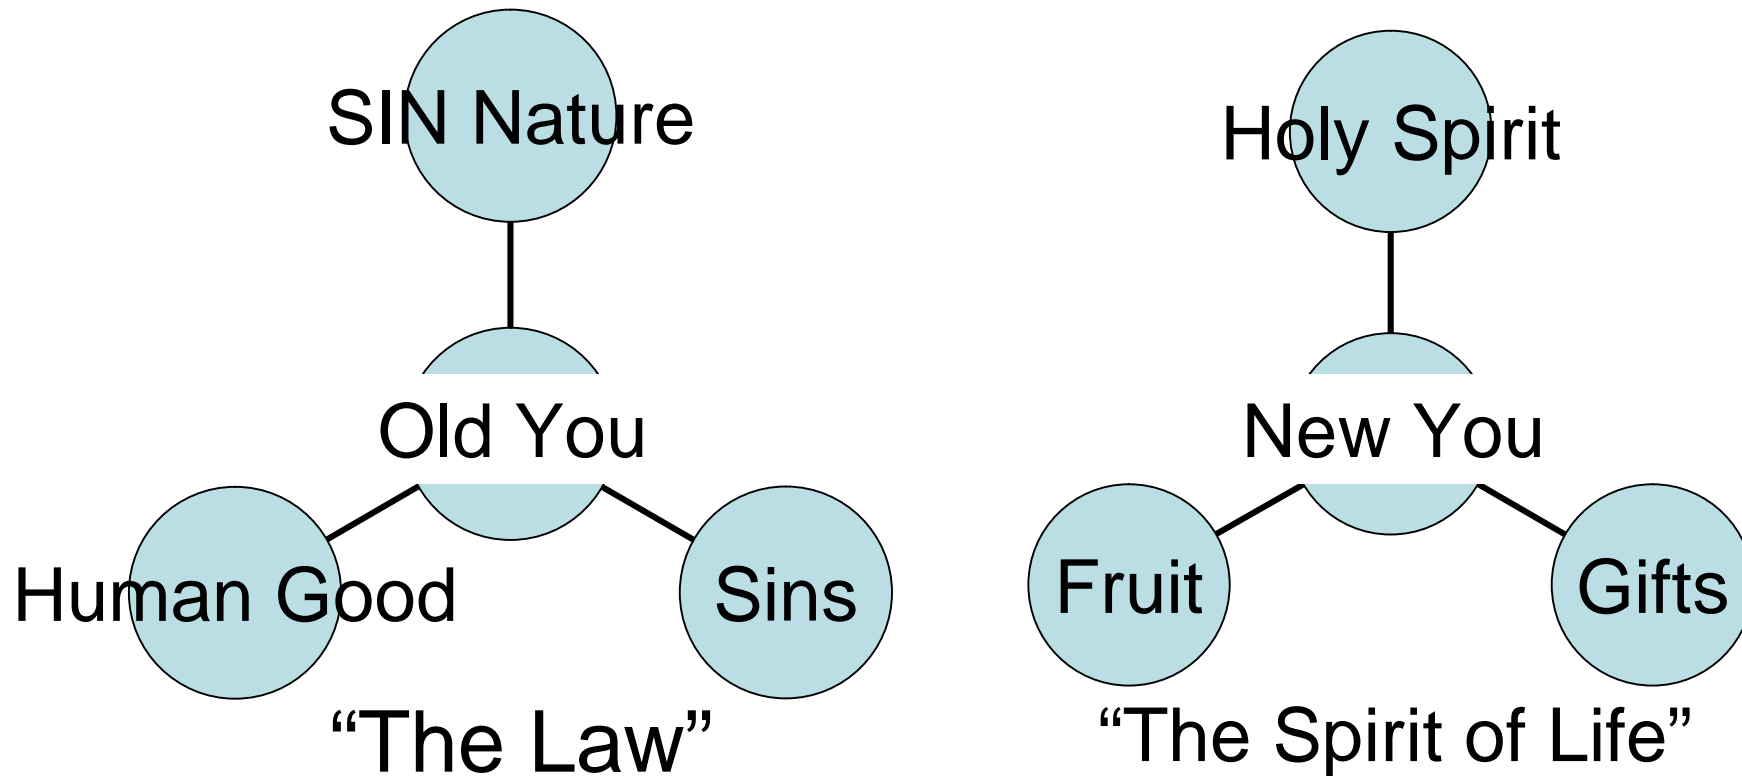 SIN Nature
Old You
Human Good
Sins
“The Law”
Holy Spirit
New You
Fruit
Gifts
“The Spirit of Life”